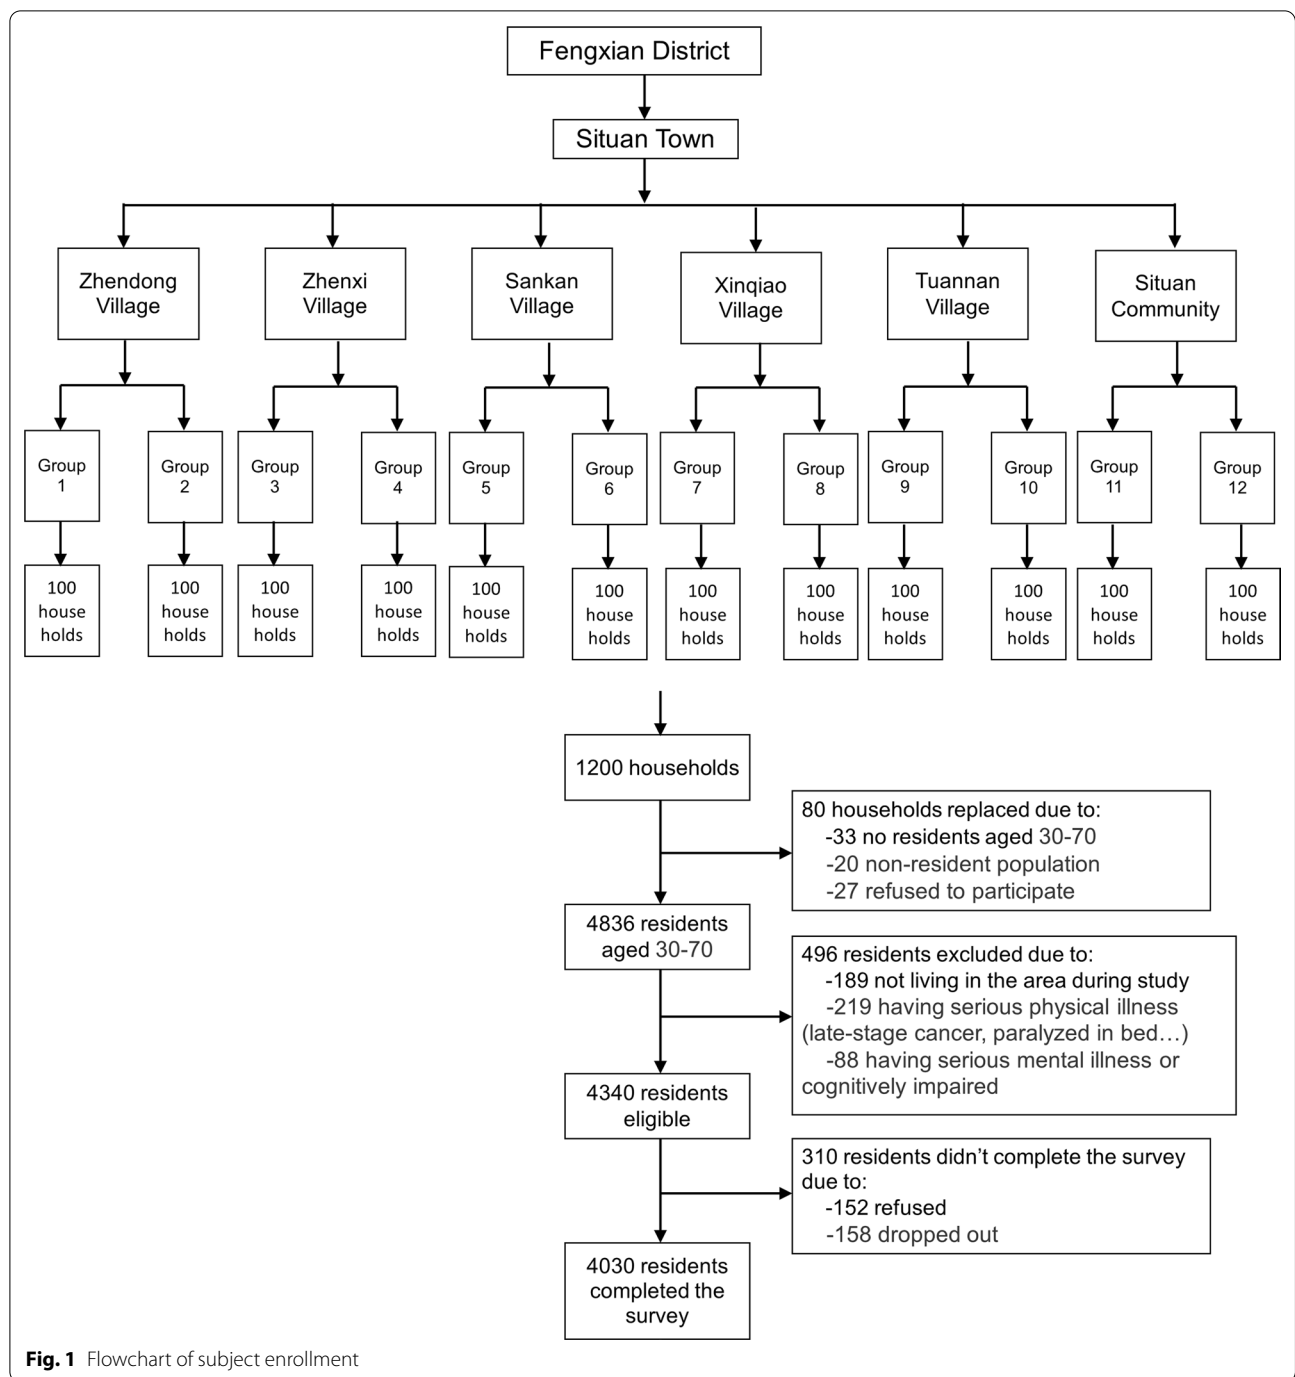 Fengxian District
Situan Town
Zhendong
Village
Zhenxi
Village
Sankan
Village
Xinqiao
Village
Tuannan
Village
Situan
Community
Group
1
Group
2
Group
3
Group
4
Group
5
Group
6
Group
7
Group
8
Group
9
Group
10
Group
11
Group
12
100
house
holds
100
house
holds
100
house
holds
100
house
holds
100
house
holds
100
house
holds
100
house
holds
100
house
holds
100
house
holds
100
house
holds
100
house
holds
100
house
holds
1200 households
80 households replaced due to:
-33 no residents aged 30-70
-20 non-resident population
-27 refused to participate
4836 residents
aged 30-70
496 residents excluded due to:
-189 not living in the area during study
-219 having serious physical illness
(late-stage cancer, paralyzed in bed…)
-88 having serious mental illness or
cognitively impaired
4340 residents
eligible
310 residents didn’t complete the survey
due to:
-152 refused
-158 dropped out
4030 residents
completed the
survey
Fig. 1 Flowchart of subject enrollment